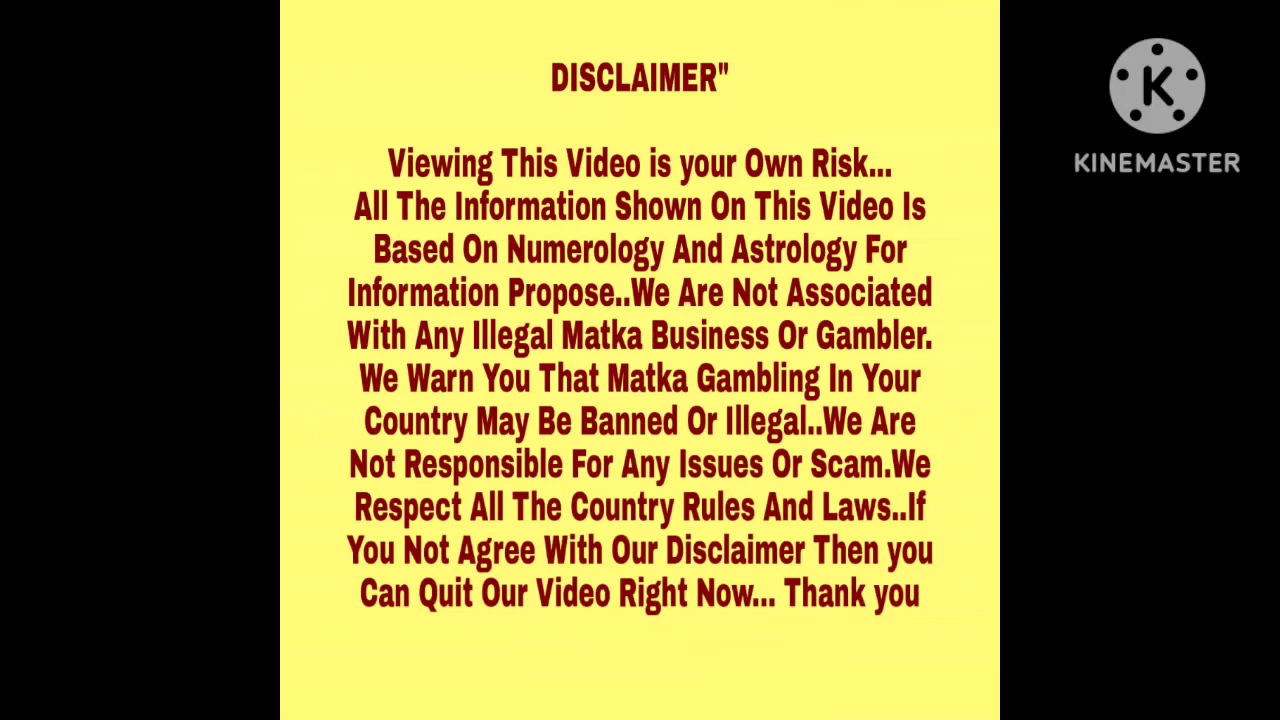 DISCLAIMER"
Viewing This Video is your Own Risk...
All The Information Shown On This Video Is
Based On Numerology And Astrology For
Information Propose..We Are Not Associated
With Any Illegal Matka Business Or Gambler.
We Warn You That Matka Gambling In Your
Country May Be Banned Or Illegal..We Are
Not Responsible For Any Issues Or Scam.We
Respect All The Country Rules And Laws..If
You Not Agree With Our Disclaimer Then you
Can Quit Our Video Right Now... Thank you
K
KINEMASTER